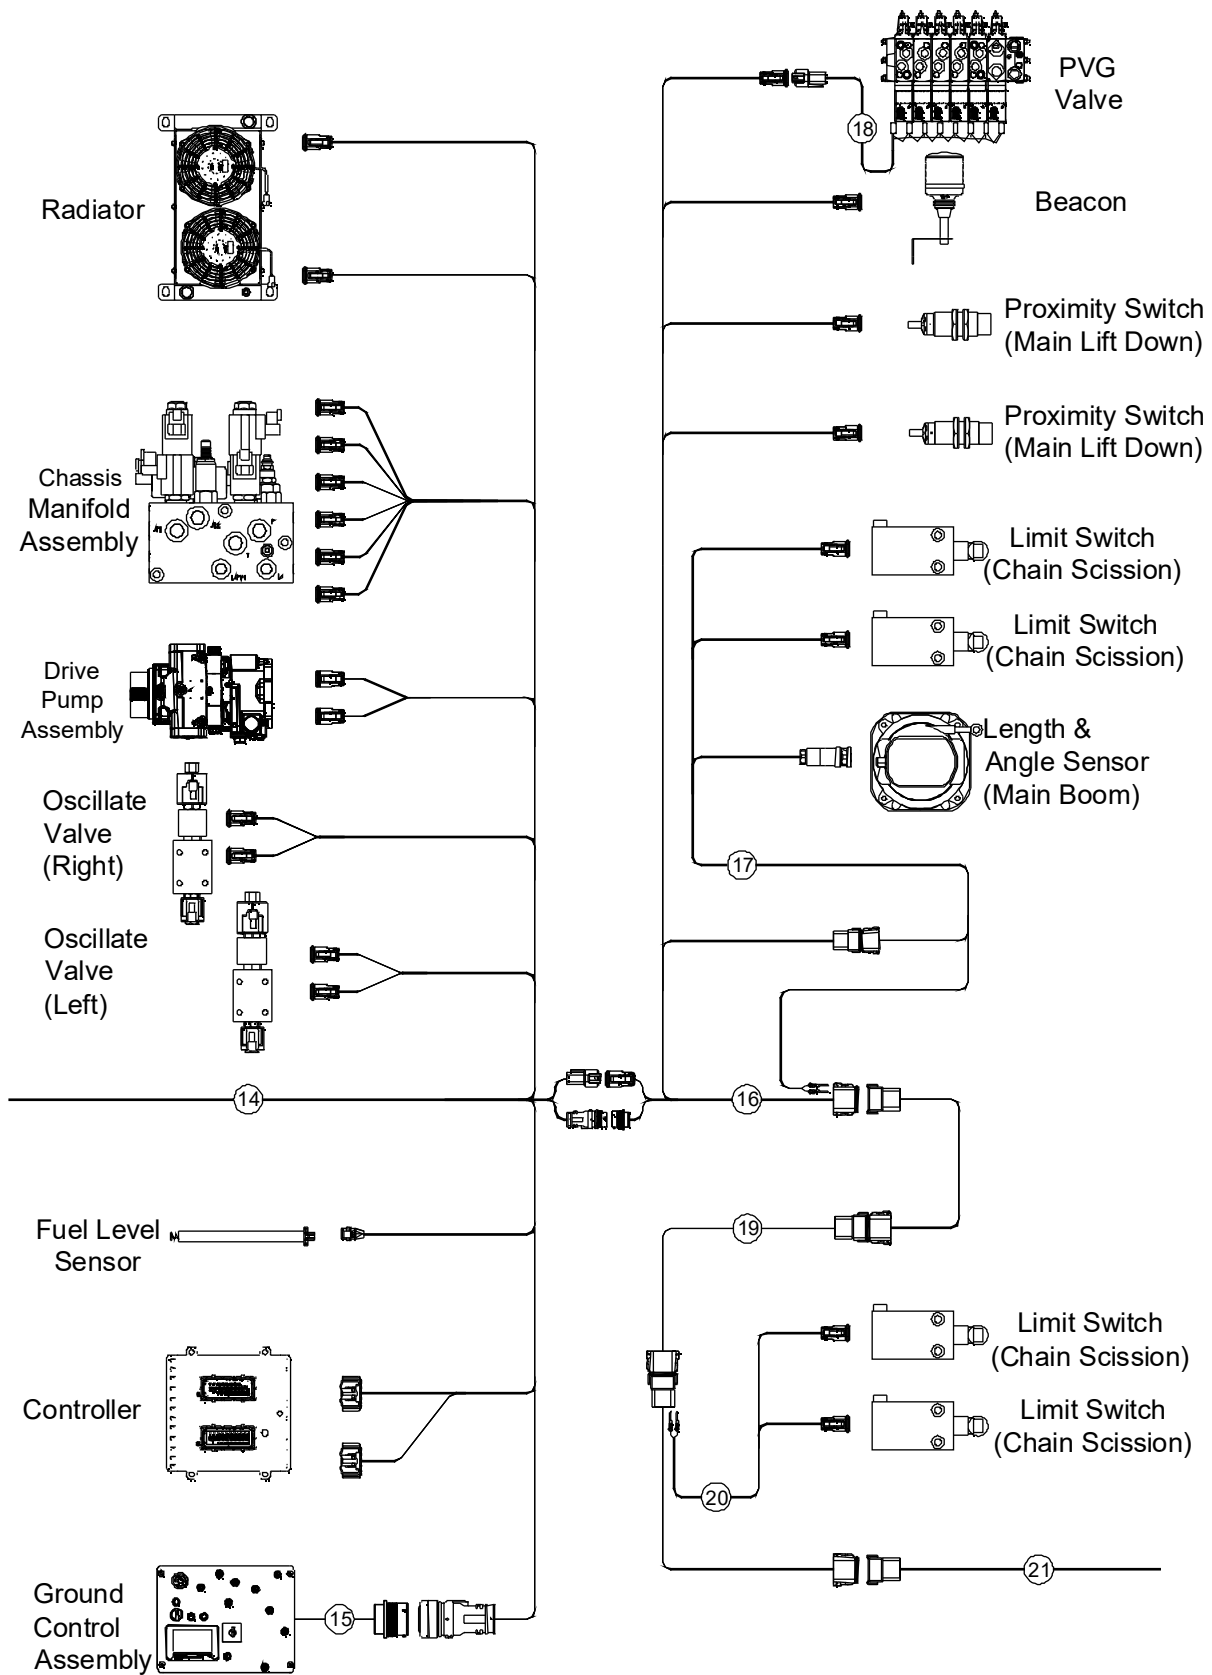 PVG
Valve
18
Radiator
Beacon
Proximity Switch
(Main Lift Down)
Proximity Switch
(Main Lift Down)
Chassis
Manifold
Assembly
Limit Switch
(Chain Scission)
Limit Switch
(Chain Scission)
Drive
Pump
Assembly
Length &
Angle Sensor
(Main Boom)
Oscillate
Valve
(Right)
17
Oscillate
Valve
(Left)
14
16
Fuel Level
Sensor
19
Limit Switch
(Chain Scission)
Controller
Limit Switch
(Chain Scission)
20
21
Ground
Control
Assembly
15